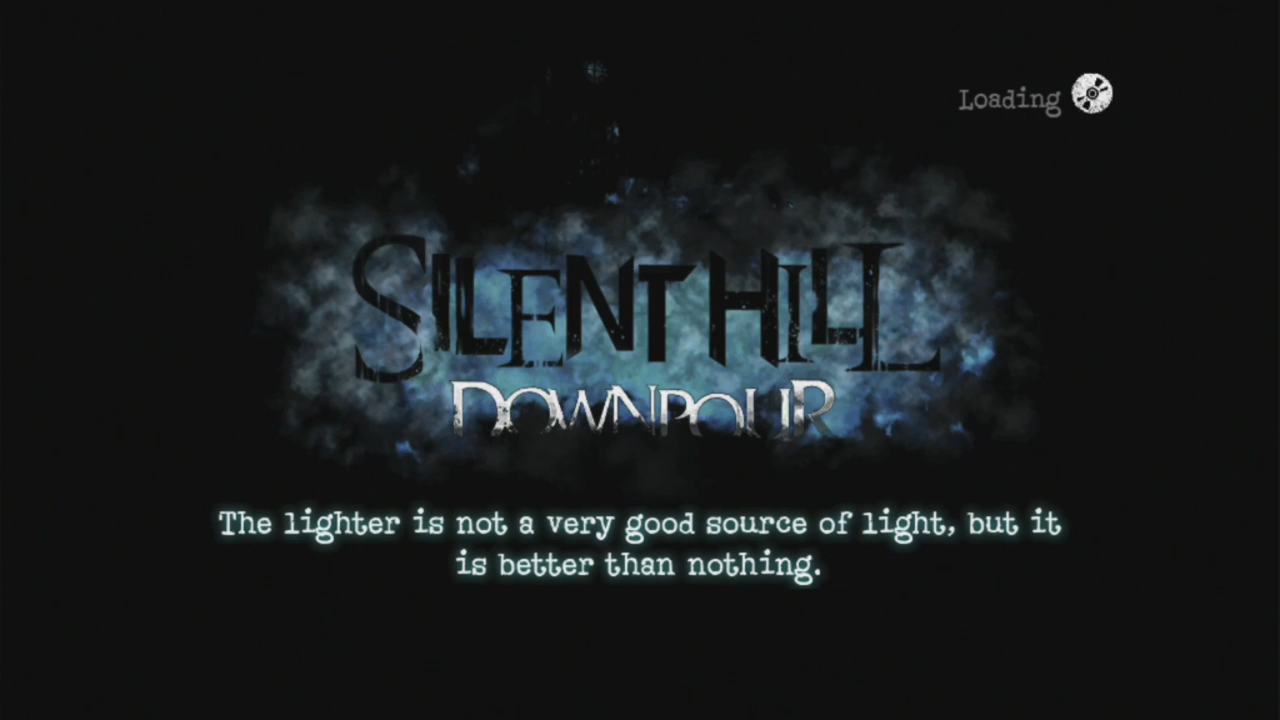 Loading
SILENT HILL
DOWNPOUR
The lighter is not a very good source of light, but it
is better than nothing.